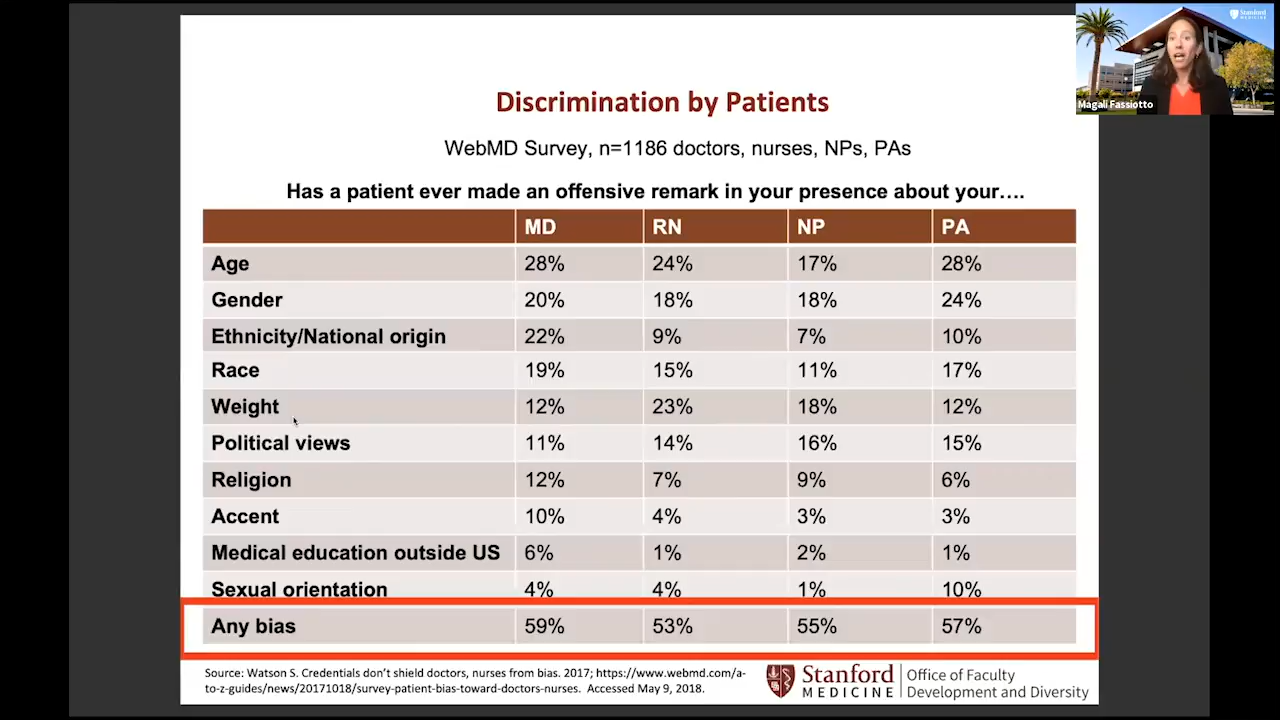 Stanford
MEDICINE
Magali Fassiotto
Discrimination by Patients
WebMD Survey, n=1186 doctors, nurses, NPs, PAs
Has a patient ever made an offensive remark in your presence about your….
MD RN NP PA
Age 28% 24% 17% 28%
Gender 20% 18% 18% 24%
Ethnicity/National origin 22% 9% 7% 10%
Race 19% 15% 11% 17%
Weight 12% 23% 18% 12%
Political views 11% 14% 16% 15%
Religion 12% 7% 9% 6%
Accent 10% 4% 3% 3%
Medical education outside US 6% 1% 2% 1%
Sexual orientation 4% 4% 1% 10%
Any bias 59% 53% 55% 57%
Source: Watson S. Credentials don’t shield doctors, nurses from bias. 2017; https://www.webmd.com/a-
to-z-guides/news/20171018/survey-patient-bias-toward-doctors-nurses. Accessed May 9, 2018.
Stanford
MEDICINE
Office of Faculty
Development and Diversity